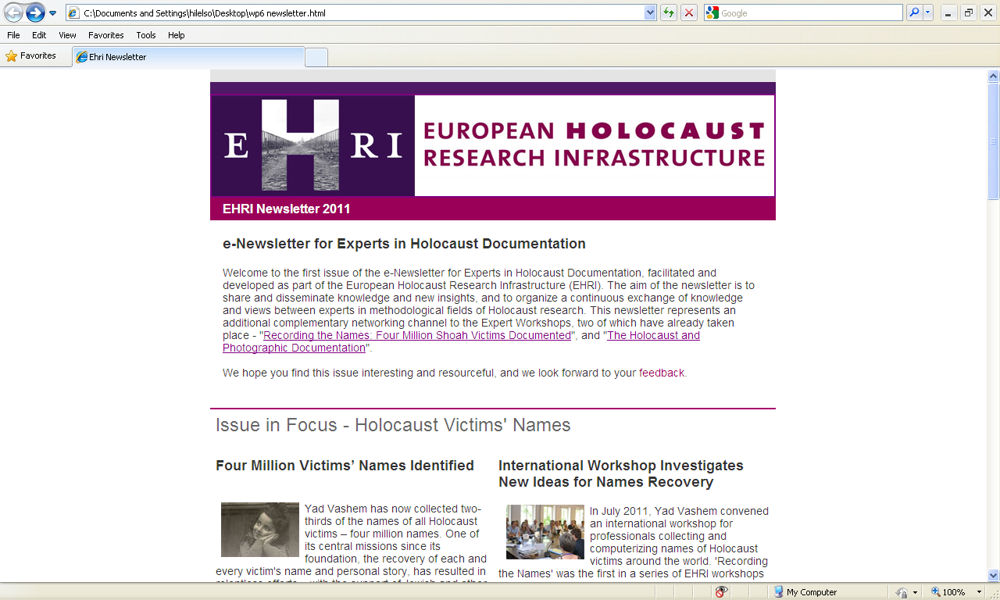 C:\Documents and Settings\hilelso\Desktop\wp6 newsletter.html
Google
File Edit View Favorites Tools Help
Favorites
Ehri Newsletter
E H RI
EUROPEAN HOLOCAUST
RESEARCH INFRASTRUCTURE
EHRI Newsletter 2011
e-Newsletter for Experts in Holocaust Documentation
Welcome to the first issue of the e-Newsletter for Experts in Holocaust Documentation, facilitated and
developed as part of the European Holocaust Research Infrastructure (EHRI). The aim of the newsletter is to
share and disseminate knowledge and new insights, and to organize a continuous exchange of knowledge
and views between experts in methodological fields of Holocaust research. This newsletter represents an
additional complementary networking channel to the Expert Workshops, two of which have already taken
place - "Recording the Names: Four Million Shoah Victims Documented", and "The Holocaust and
Photographic Documentation".
We hope you find this issue interesting and resourceful, and we look forward to your feedback.
Issue in Focus - Holocaust Victims' Names
Four Million Victims’ Names Identified
Yad Vashem has now collected two-
thirds of the names of all Holocaust
victims – four million names. One of
its central missions since its
foundation, the recovery of each and
every victim's name and personal story, has resulted in
relentless efforts – with the support of Jewish and other
International Workshop Investigates
New Ideas for Names Recovery
In July 2011, Yad Vashem convened
an international workshop for
professionals collecting and
computerizing names of Holocaust
victims around the world. 'Recording
the Names' was the first in a series of EHRI workshops
My Computer
100%